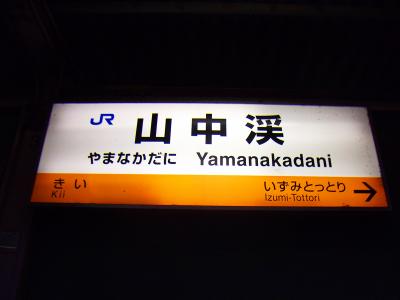 JR 山中渓
やまなかだに Yamanakadani
きい いずみとっとり
Kii Izumi-Tottori